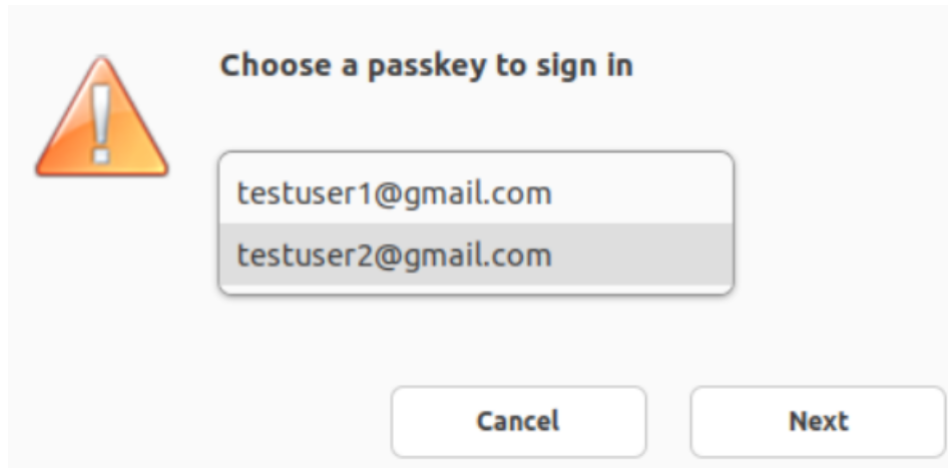 Choose a passkey to sign in
testuser1@gmail.com
testuser2@gmail.com
Cancel
Next